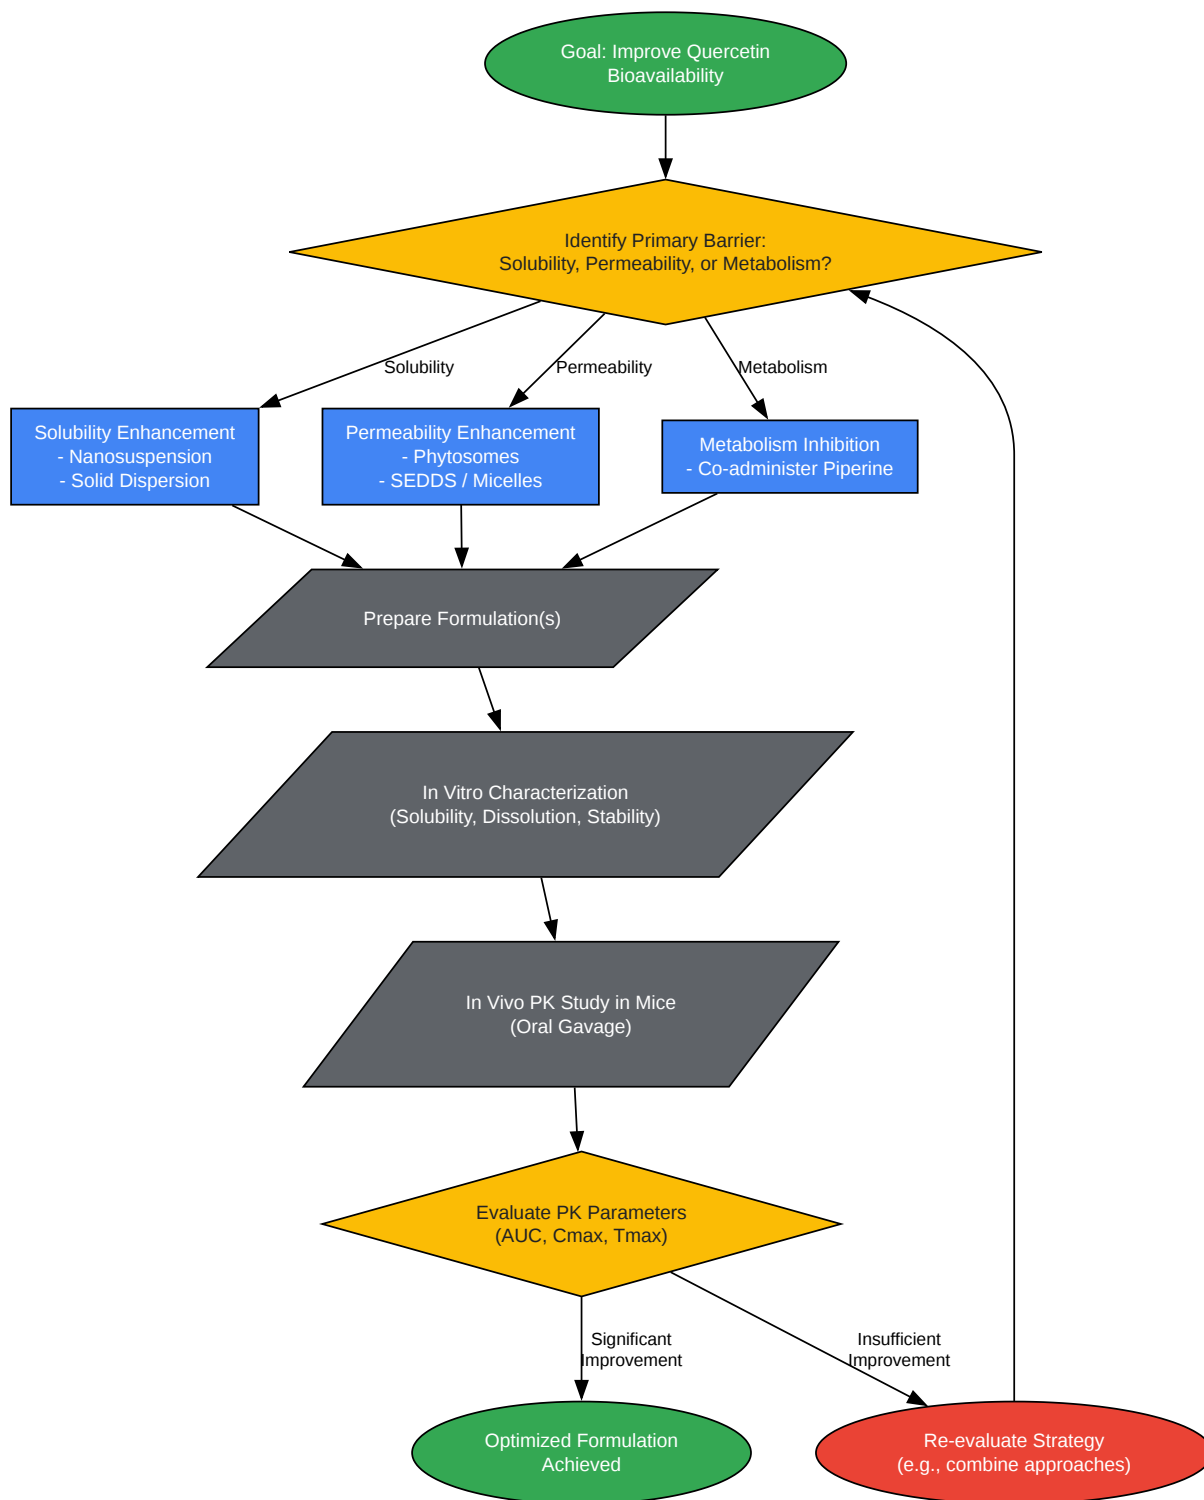 Goal: Improve Quercetin
Bioavailability
Identify Primary Barrier:
Solubility, Permeability, or Metabolism?
Solubility
Permeability
Metabolism
Solubility Enhancement
- Nanosuspension
- Solid Dispersion
Permeability Enhancement
- Phytosomes
- SEDDS / Micelles
Metabolism Inhibition
- Co-administer Piperine
Prepare Formulation(s)
In Vitro Characterization
(Solubility, Dissolution, Stability)
In Vivo PK Study in Mice
(Oral Gavage)
Evaluate PK Parameters
(AUC, Cmax, Tmax)
Significant
Improvement
Insufficient
Improvement
Optimized Formulation
Achieved
Re-evaluate Strategy
(e.g., combine approaches)